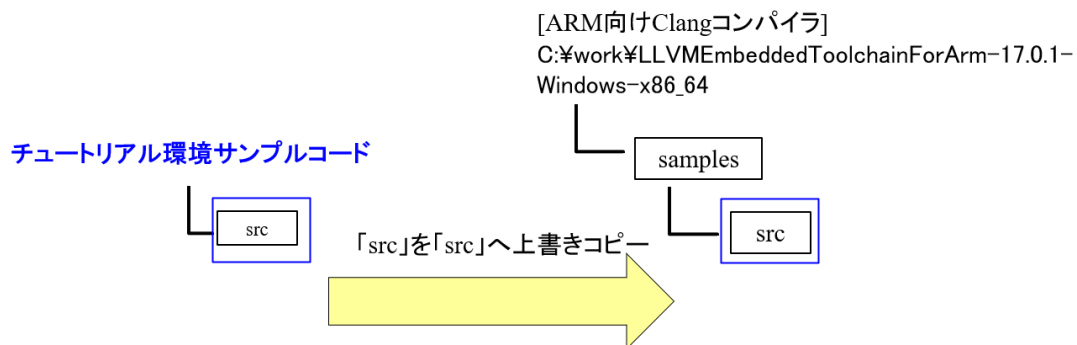 [ARM向けClangコンパイラ]
C:¥work¥LLVMEmbeddedToolchainForArm-17.0.1-
Windows-x86_64
チュートリアル環境サンプルコード
samples
src
src
「src」を「src」へ上書きコピー